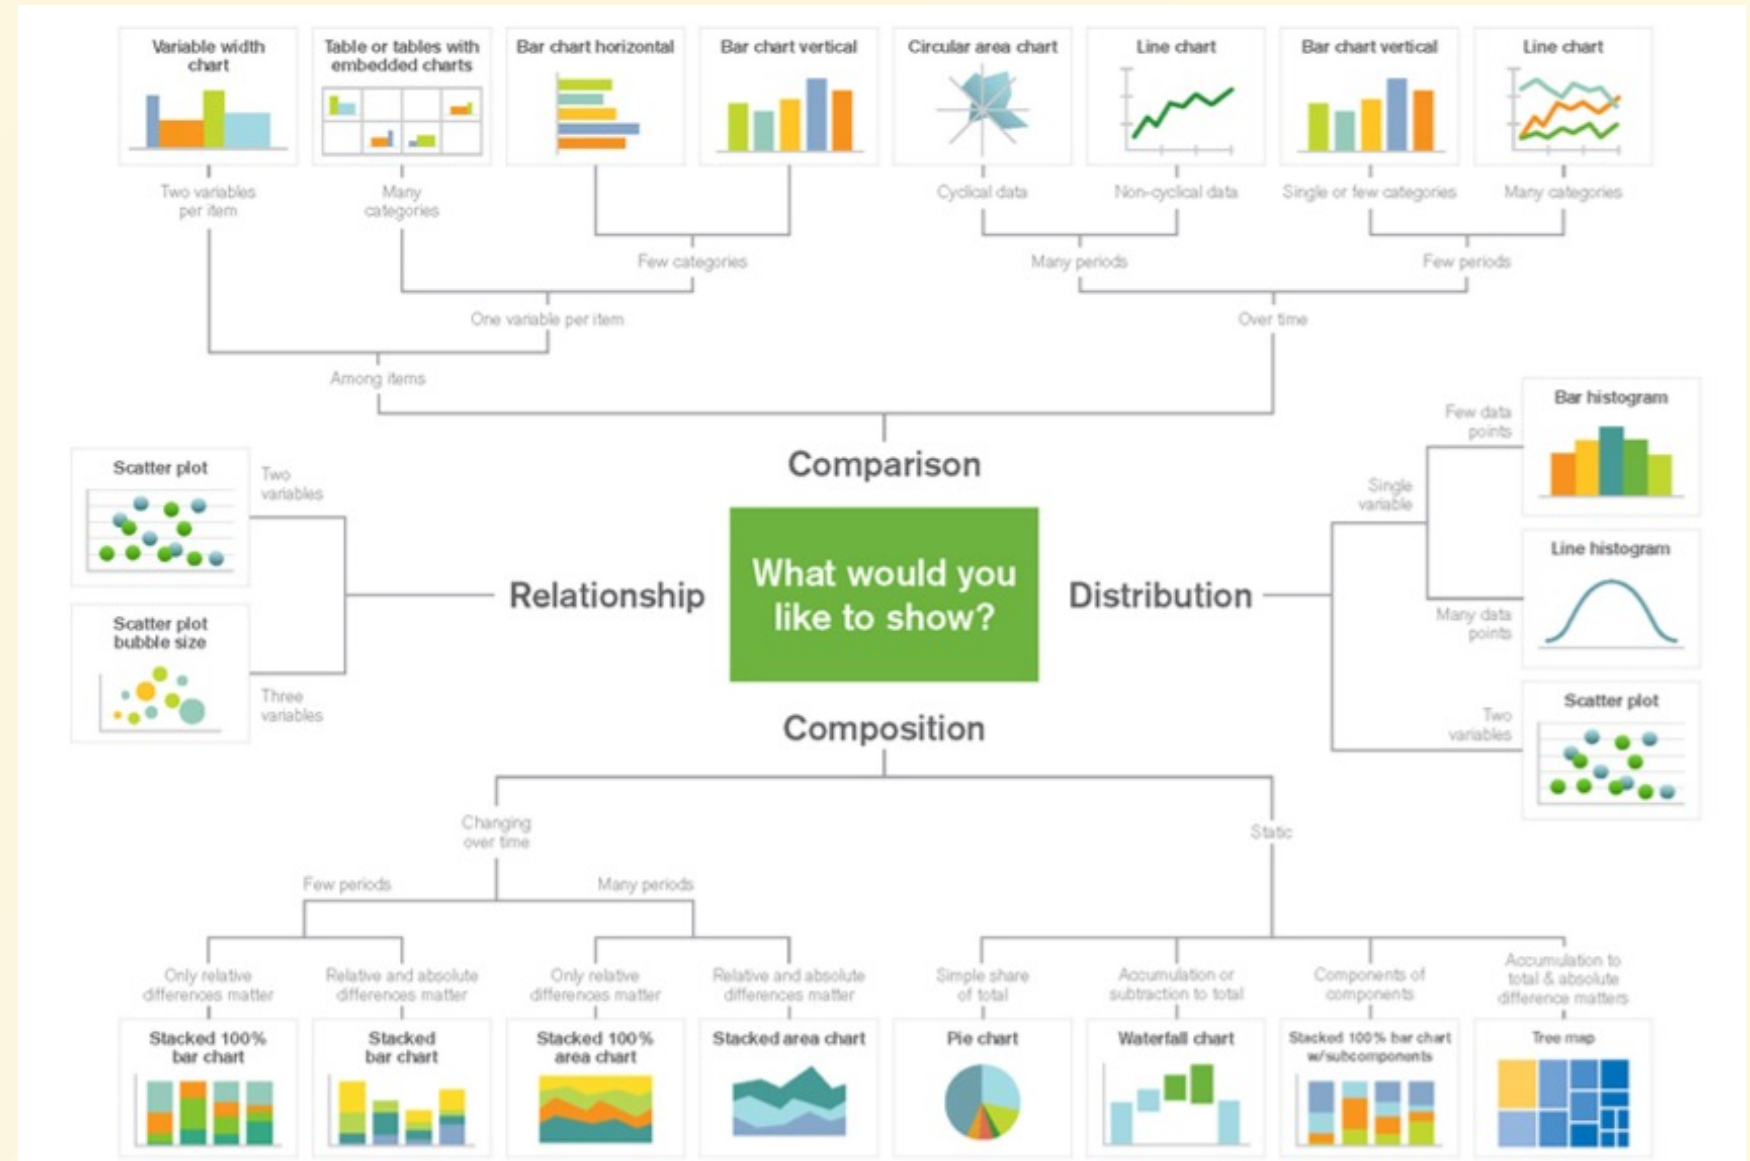 Variable width
chart
Table or tables with
embedded charts
Bar chart horizontal
Bar chart vertical
Circular area chart
Line chart
Bar chart vertical
Line chart
Two variables
per item
Many
categories
Cyclical data
Non-cyclical data
Single or few categories
Many categories
Few categories
Many periods
Few periods
One variable per item
Over time
Among items
Comparison
Scatter plot
Two
variables
Scatter plot
bubble size
Three
variables
Relationship
What would you
like to show?
Distribution
Single
variable
Few data
points
Bar histogram
Many data
points
Line histogram
Two
variables
Scatter plot
Composition
Changing
over time
Static
Few periods
Many periods
Only relative
differences matter
Relative and absolute
differences matter
Only relative
differences matter
Relative and absolute
differences matter
Simple share
of total
Accumulation or
subtraction to total
Components of
components
Accumulation to
total & absolute
difference matters
Stacked 100%
bar chart
Stacked
bar chart
Stacked 100%
area chart
Stacked area chart
Pie chart
Waterfall chart
Stacked 100% bar chart
w/subcomponents
Tree map